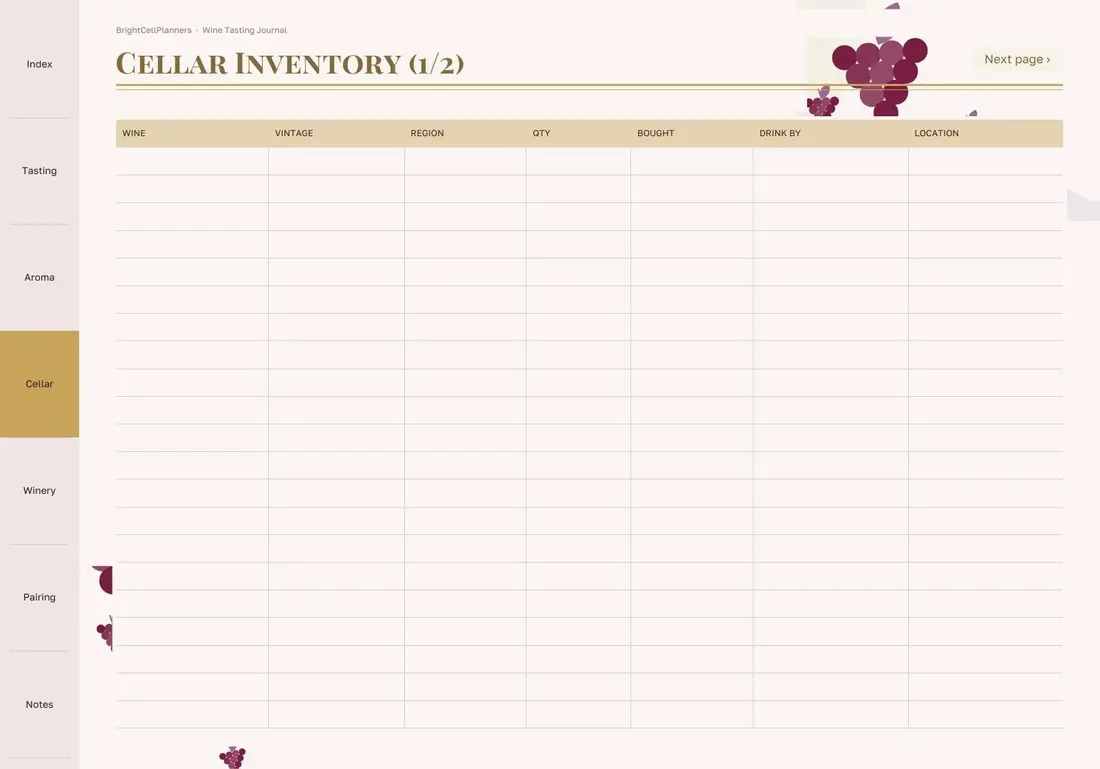 BrightCellPlanners · Wine Tasting Journal
Cellar Inventory (1/2)
Next page ›
Index
Tasting
Aroma
Cellar
Winery
Pairing
Notes
WINE VINTAGE REGION QTY BOUGHT DRINK BY LOCATION